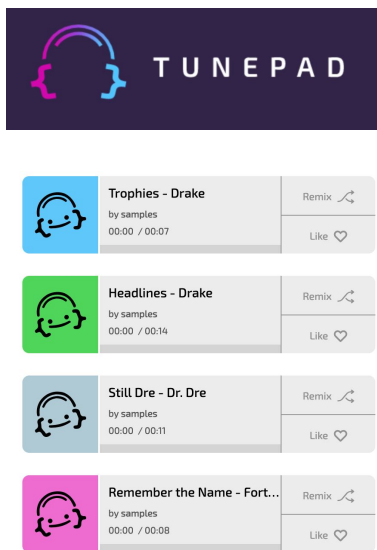 TUNEPAD
Trophies - Drake
Remix
by samples
00:00 / 00:07
Like
Headlines - Drake
Remix
by samples
00:00 / 00:14
Like
Still Dre - Dr. Dre
Remix
by samples
00:00 / 00:11
Like
Remember the Name - Fort...
Remix
by samples
00:00 / 00:08
Like